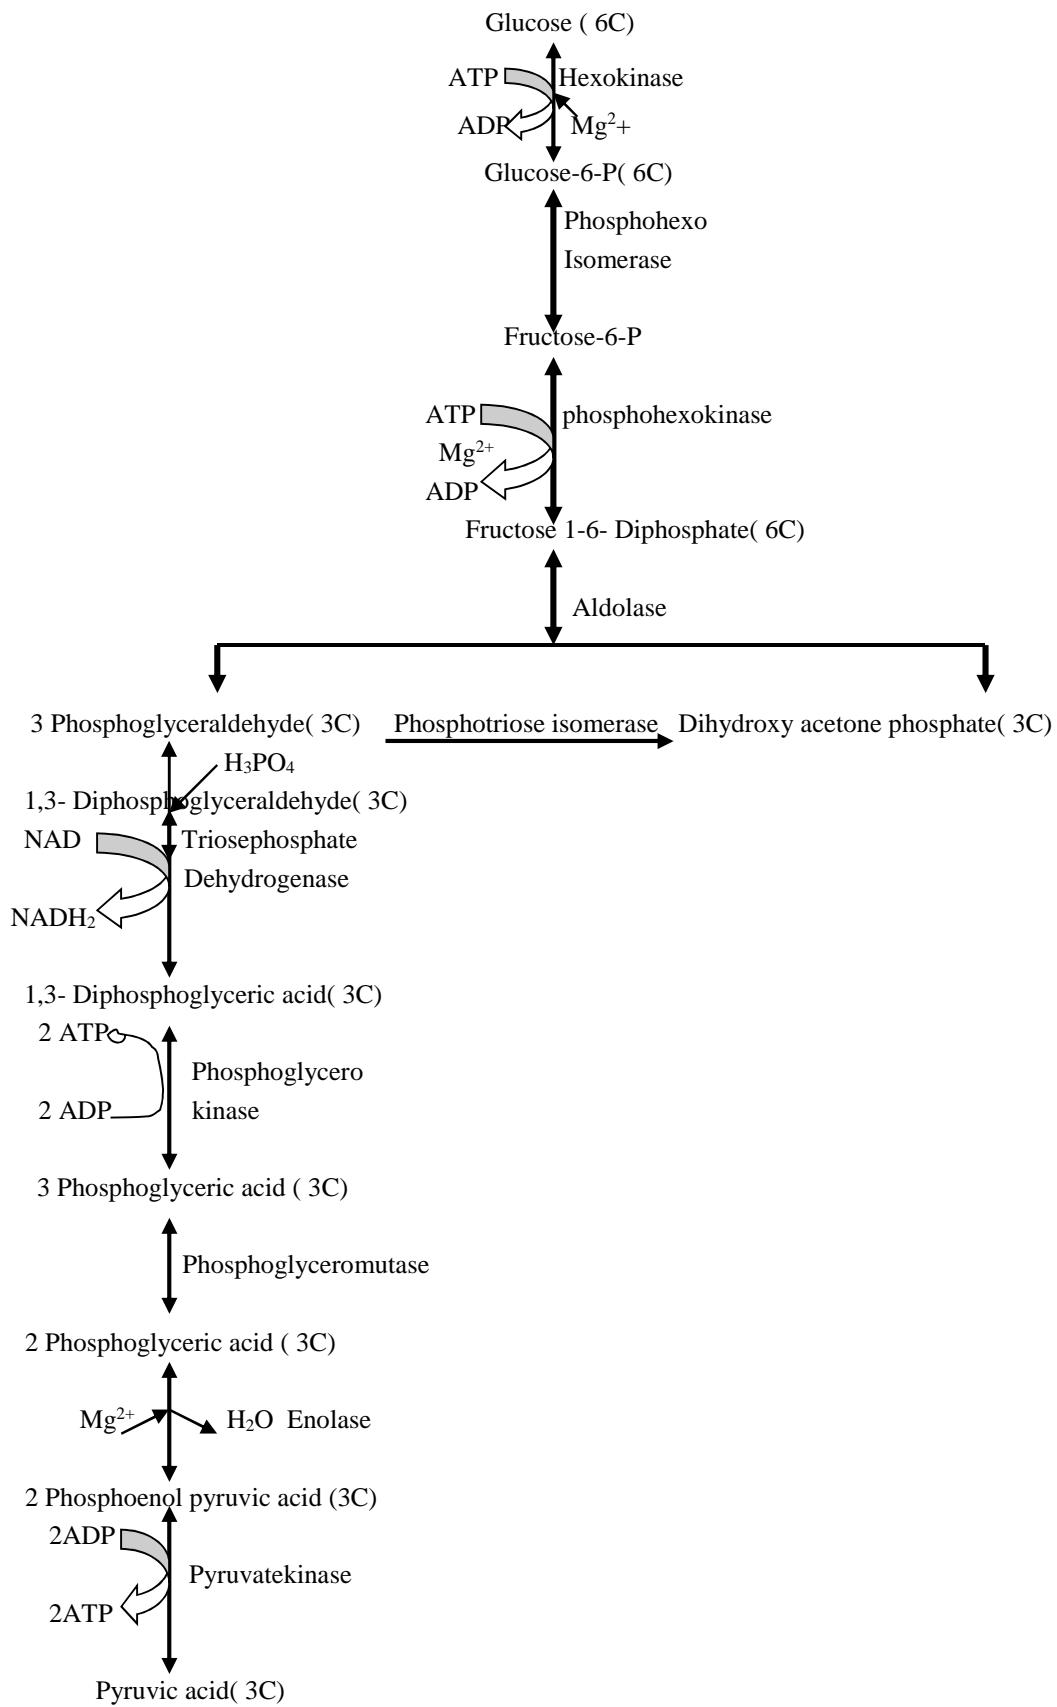 Glucose ( 6C)
ATP Hexokinase
ADP Mg²+
Glucose-6-P( 6C)
Phosphohexo
Isomerase
Fructose-6-P
ATP phosphohexokinase
Mg²⁺
ADP
Fructose 1-6- Diphosphate( 6C)
Aldolase
3 Phosphoglyceraldehyde( 3C) Phosphotriose isomerase Dihydroxy acetone phosphate( 3C)
H₃PO₄
1,3- Diphosphoglyceraldehyde( 3C)
NAD Triosephosphate
Dehydrogenase
NADH₂
1,3- Diphosphoglyceric acid( 3C)
2 ATP
Phosphoglycero
2 ADP kinase
3 Phosphoglyceric acid ( 3C)
Phosphoglyceromutase
2 Phosphoglyceric acid ( 3C)
Mg²⁺ H₂O Enolase
2 Phosphoenol pyruvic acid (3C)
2ADP
Pyruvatekinase
2ATP
Pyruvic acid( 3C)